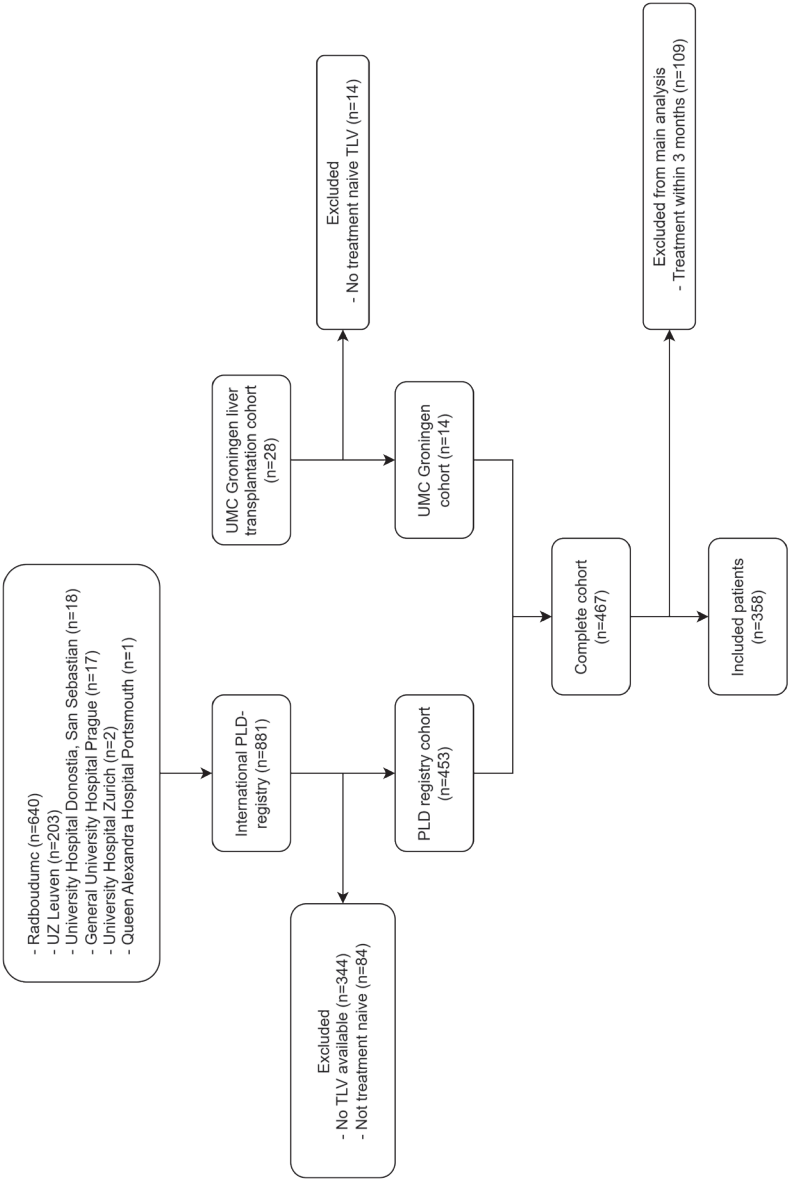 - Radboudumc (n=640)
- UZ Leuven (n=203)
- University Hospital Donostia, San Sebastian (n=18)
- General University Hospital Prague (n=17)
- University Hospital Zurich (n=2)
- Queen Alexandra Hospital Portsmouth (n=1)
International PLD-
registry (n=881)
UMC Groningen liver
transplantation cohort
(n=28)
Excluded
- No TLV available (n=344)
- Not treatment naive (n=84)
Excluded
- No treatment naive TLV (n=14)
PLD registry cohort
(n=453)
UMC Groningen
cohort (n=14)
Complete cohort
(n=467)
Excluded from main analysis
- Treatment within 3 months (n=109)
Included patients
(n=358)